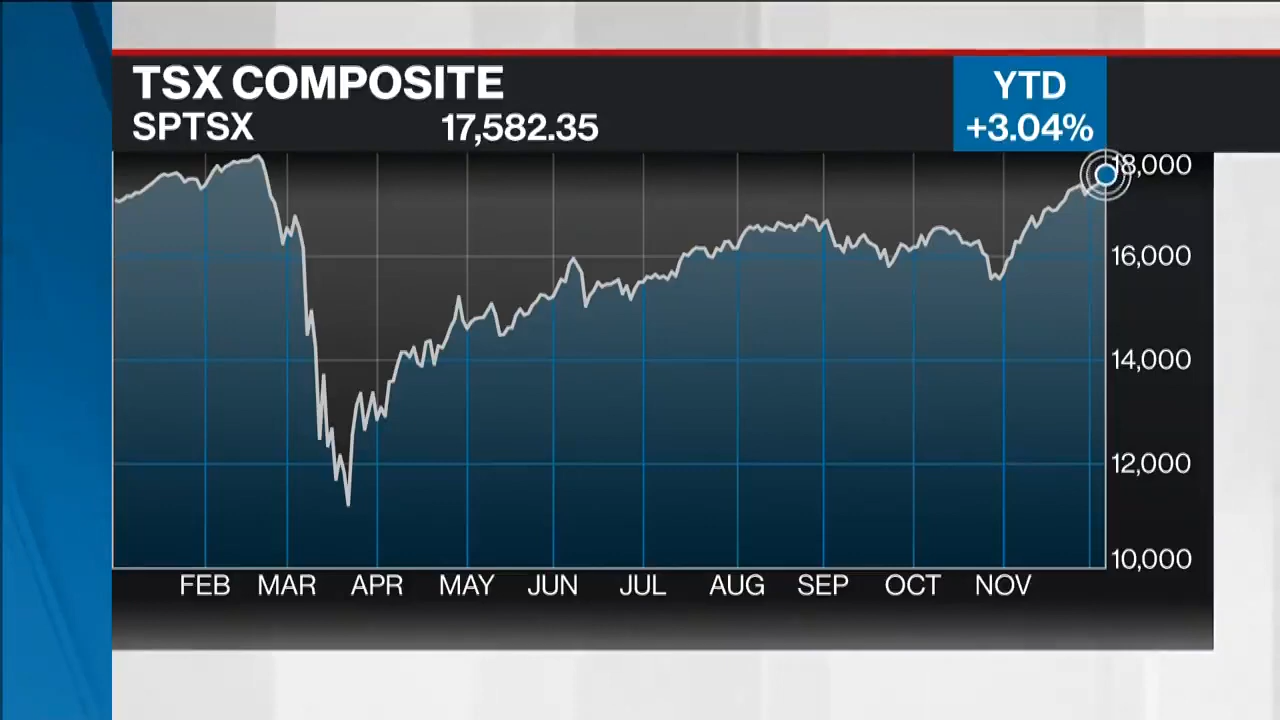 TSX COMPOSITE
YTD
SPTSX 17,582.35
+3.04%
18,000
16,000
14,000
12,000
10,000
FEB MAR APR MAY JUN JUL AUG SEP OCT NOV